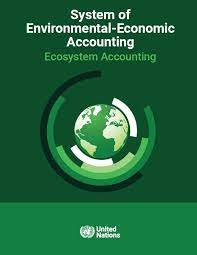 System of
Environmental-Economic
Accounting
Ecosystem Accounting
United
Nations